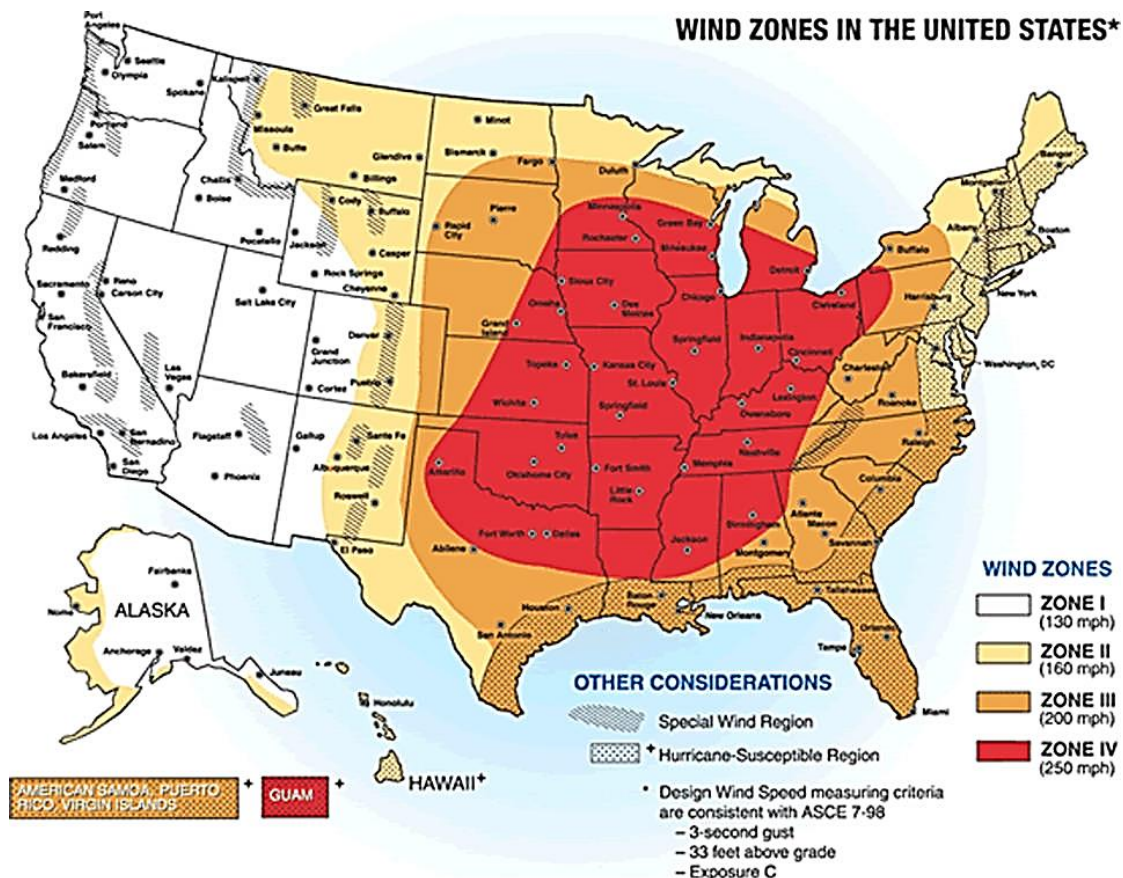 WIND ZONES IN THE UNITED STATES*
Port
Angeles
Seattle
Olympia
Spokane
Portland
Salem
Medford
Redding
Sacramento
San
Francisco
Reno
Carson City
Bakersfield
Las
Vegas
Los Angeles
San
Bernadino
San
Diego
Kalispell
Great Falls
Missoula
Butte
Glendive
Billings
Challis
Boise
Pocatello
Cody
Buffalo
Jackson
Casper
Rock Springs
Cheyenne
Salt Lake City
Grand
Junction
Denver
Pueblo
Cortez
Flagstaff
Phoenix
Gallup
Santa Fe
Albuquerque
Roswell
El Paso
Minot
Bismarck
Fargo
Rapid
City
Pierre
Duluth
Minneapolis
Rochester
Green Bay
Milwaukee
Sioux City
Omaha
Des
Moines
Grand
Island
Chicago
Detroit
Cleveland
Topeka
Kansas City
Springfield
Indianapolis
Cincinnati
St. Louis
Wichita
Springfield
Lexington
Owensboro
Charleston
Roanoke
Tulsa
Oklahoma City
Amarillo
Fort Smith
Little
Rock
Memphis
Nashville
Fort Worth
Dallas
Abilene
Jackson
Birmingham
Montgomery
Atlanta
Macon
Savannah
Columbia
Raleigh
Houston
San Antonio
Baton
Rouge
New Orleans
Tallahassee
Orlando
Tampa
Miami
Buffalo
Albany
Montpelier
Bangor
Boston
New York
Harrisburg
Washington, DC
Fairbanks
Nome
ALASKA
Anchorage
Valdez
Juneau
Honolulu
HAWAII+
WIND ZONES
ZONE I
(130 mph)
ZONE II
(160 mph)
ZONE III
(200 mph)
ZONE IV
(250 mph)
OTHER CONSIDERATIONS
Special Wind Region
+ Hurricane-Susceptible Region
* Design Wind Speed measuring criteria
are consistent with ASCE 7-98
– 3-second gust
– 33 feet above grade
– Exposure C
AMERICAN SAMOA, PUERTO
RICO, VIRGIN ISLANDS
+
GUAM
+